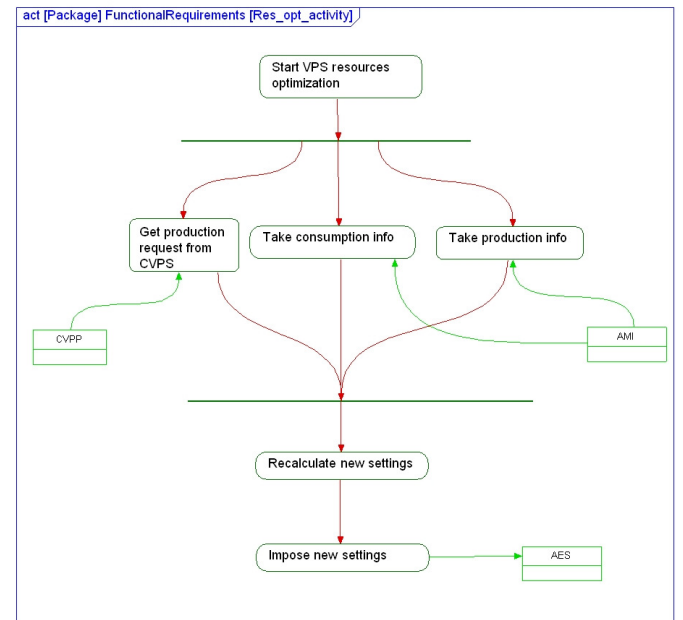 act [Package] FunctionalRequirements [Res_opt_activity]
Start VPS resources
optimization
Get production
request from
CVPS
Take consumption info
Take production info
CVPP
AMI
Recalculate new settings
Impose new settings
AES